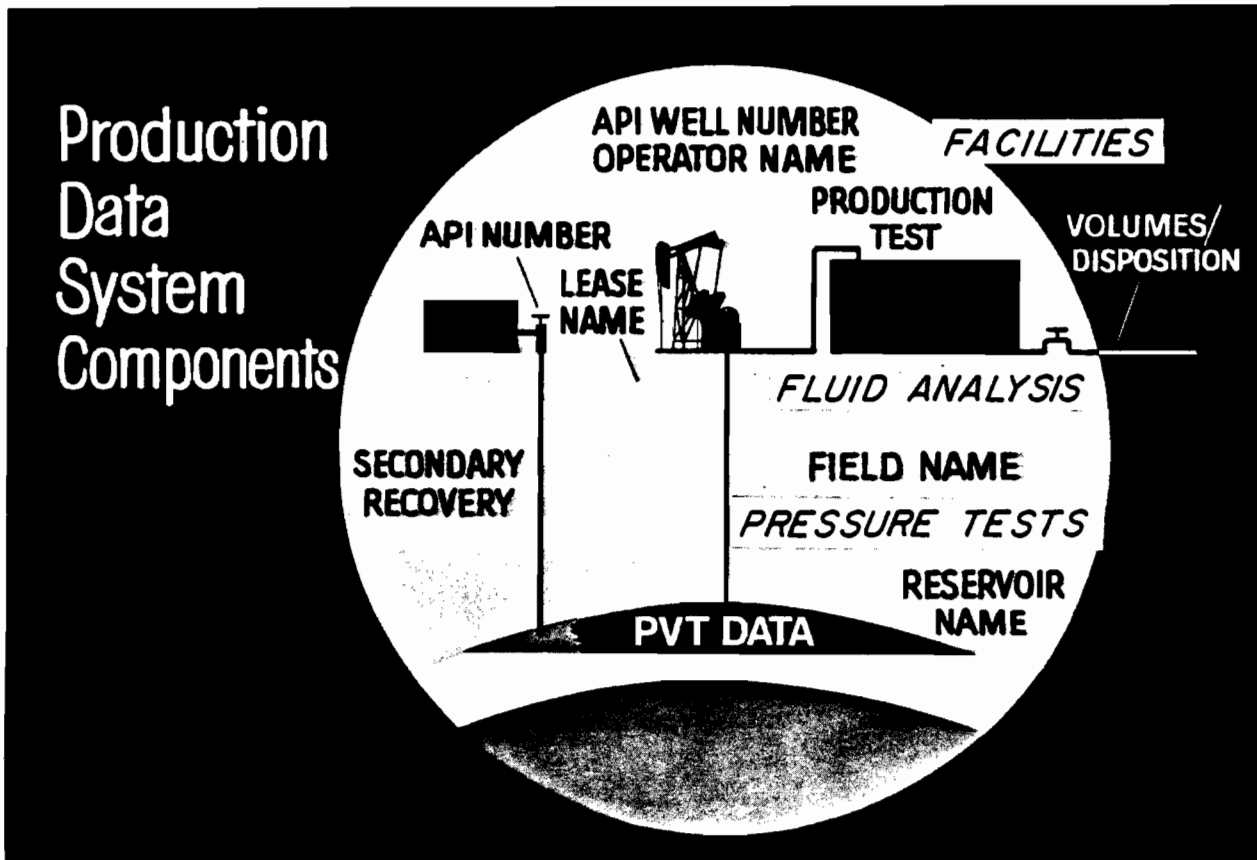 Production
Data
System
Components
API WELL NUMBER
OPERATOR NAME
FACILITIES
API NUMBER
LEASE
NAME
PRODUCTION
TEST
VOLUMES/
DISPOSITION
FLUID ANALYSIS
SECONDARY
RECOVERY
FIELD NAME
PRESSURE TESTS
RESERVOIR
NAME
PVT DATA